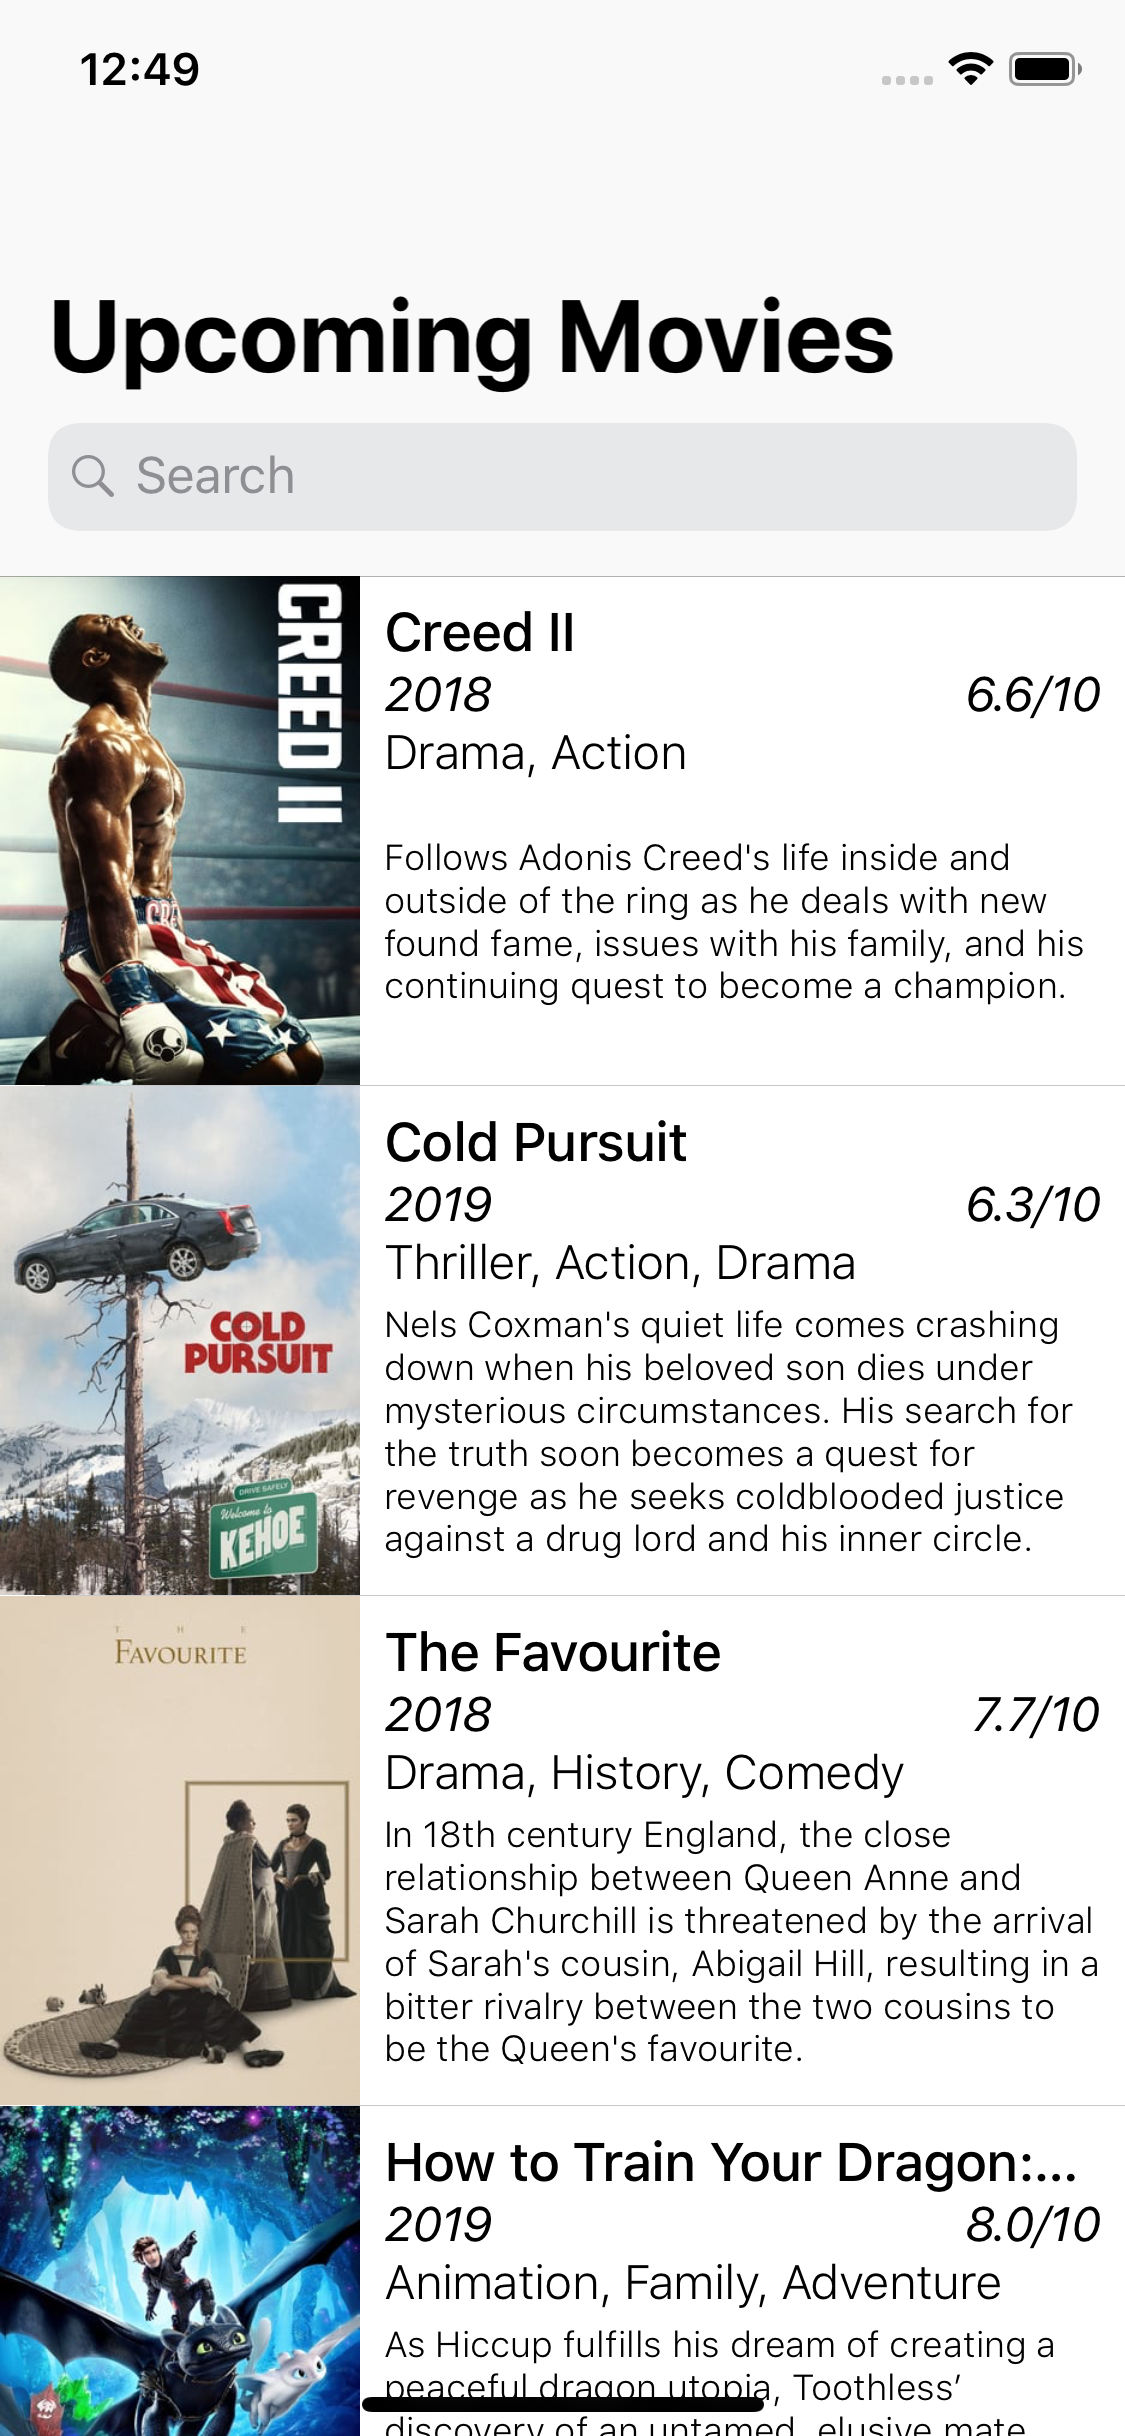 12:49
Upcoming Movies
Search
CREED II
Creed II
2018
6.6/10
Drama, Action
Follows Adonis Creed's life inside and
outside of the ring as he deals with new
found fame, issues with his family, and his
continuing quest to become a champion.
COLD
PURSUIT
DRIVE SAFELY
Welcome to
KEHOE
Cold Pursuit
2019
6.3/10
Thriller, Action, Drama
Nels Coxman's quiet life comes crashing
down when his beloved son dies under
mysterious circumstances. His search for
the truth soon becomes a quest for
revenge as he seeks coldblooded justice
against a drug lord and his inner circle.
THE
FAVOURITE
The Favourite
2018
7.7/10
Drama, History, Comedy
In 18th century England, the close
relationship between Queen Anne and
Sarah Churchill is threatened by the arrival
of Sarah's cousin, Abigail Hill, resulting in a
bitter rivalry between the two cousins to
be the Queen's favourite.
How to Train Your Dragon:...
2019
8.0/10
Animation, Family, Adventure
As Hiccup fulfills his dream of creating a
peaceful dragon utopia, Toothless’
discovery of an untamed, elusive mate